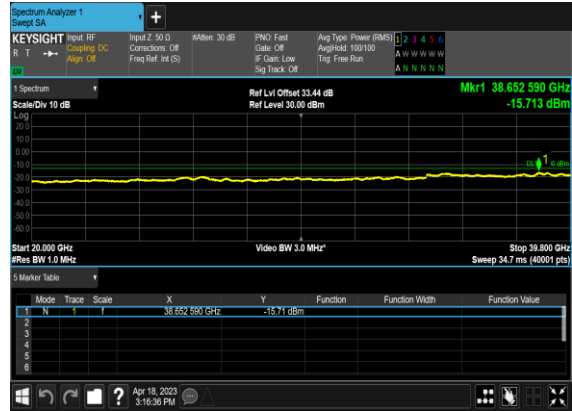 Spectrum Analyzer 1
Swept SA
+
KEYSIGHT
R T
Input: RF
Coupling: DC
Align: Off
Input Z: 50 Ω
Corrections: Off
Freq Ref: Int (S)
#Atten: 30 dB
PNO: Fast
Gate: Off
IF Gain: Low
Sig Track: Off
Avg Type: Power (RMS)
Avg|Hold: 100/100
Trig: Free Run
1 2 3 4 5 6
A W W W W W
A N N N N N
1 Spectrum
Scale/Div 10 dB
Ref Lvl Offset 33.44 dB
Ref Level 30.00 dBm
Mkr1 38.652 590 GHz
-15.713 dBm
Log
20.0
10.0
0.00
-10.0
-20.0
-30.0
-40.0
-50.0
-60.0
1
Start 20.000 GHz
#Res BW 1.0 MHz
Video BW 3.0 MHz*
Stop 39.800 GHz
Sweep 34.7 ms (40001 pts)
5 Marker Table
Mode Trace Scale X Y Function Function Width Function Value
1 N 1 f 38.652 590 GHz -15.71 dBm
2
3
4
5
6
?
Apr 18, 2023
3:16:36 PM